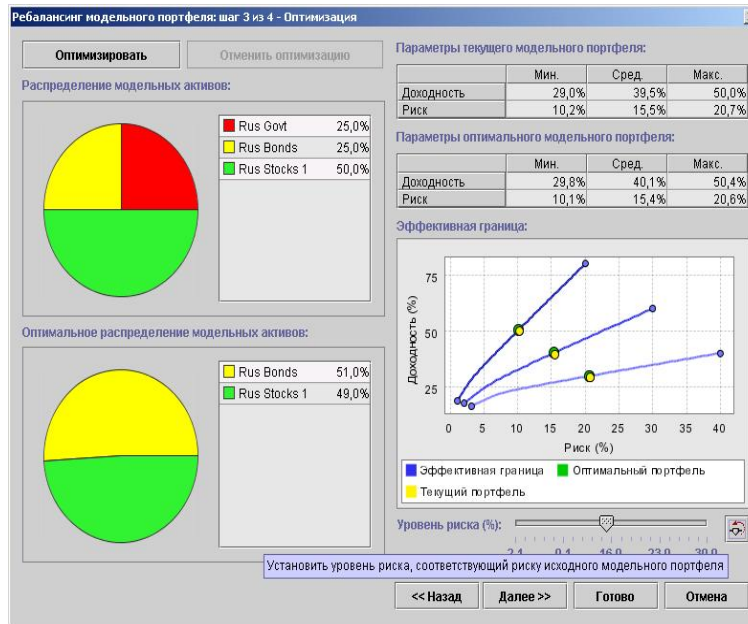 Ребалансинг модельного портфеля: шаг 3 из 4 - Оптимизация
Оптимизировать
Отменить оптимизацию
Распределение модельных активов:
Rus Govt 25,0%
Rus Bonds 25,0%
Rus Stocks 1 50,0%
Оптимальное распределение модельных активов:
Rus Bonds 51,0%
Rus Stocks 1 49,0%
Параметры текущего модельного портфеля:
Мин. Сред. Макс.
Доходность 29,0% 39,5% 50,0%
Риск 10,2% 15,5% 20,7%
Параметры оптимального модельного портфеля:
Мин. Сред. Макс.
Доходность 29,8% 40,1% 50,4%
Риск 10,1% 15,4% 20,6%
Эффективная граница:
Доходность (%)
75
50
25
0 5 10 15 20 25 30 35 40
Риск (%)
Эффективная граница Оптимальный портфель
Текущий портфель
Уровень риска (%):
16,0 23,0 30,0
Установить уровень риска, соответствующий риску исходного модельного портфеля
<< Назад Далее >> Готово Отмена